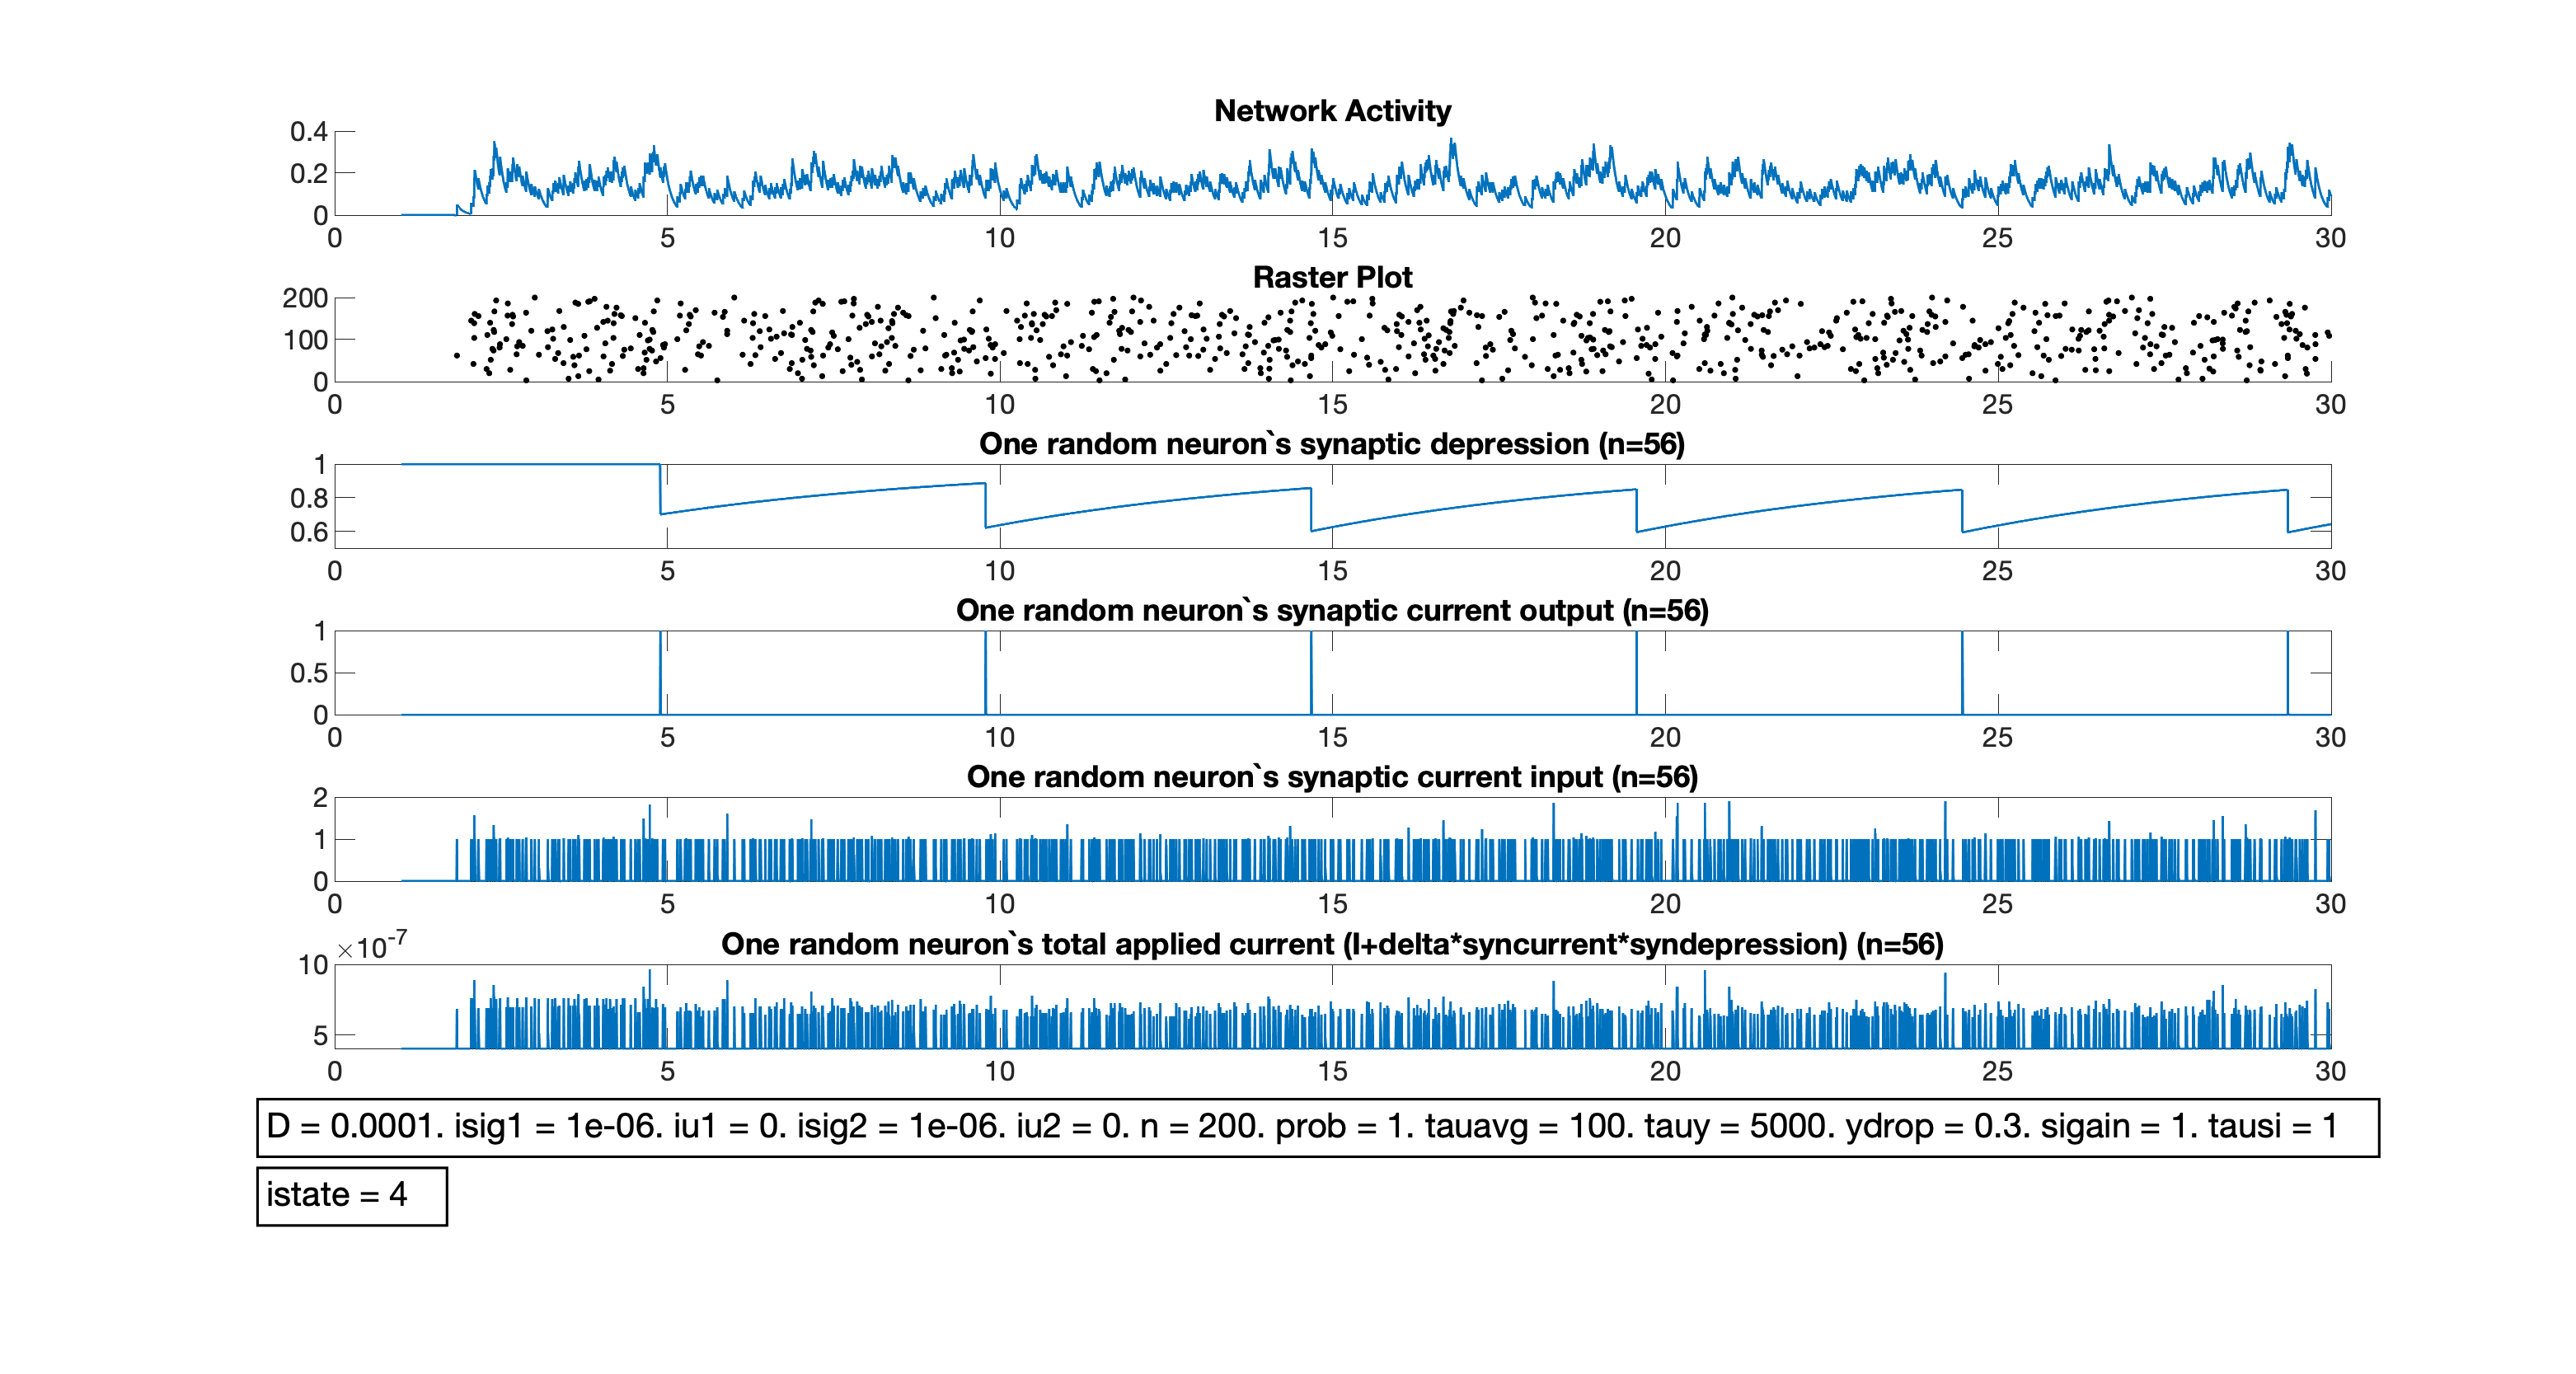 Network Activity
0.4
0.2
0
0 5 10 15 20 25 30
Raster Plot
200
100
0
0 5 10 15 20 25 30
One random neuron`s synaptic depression (n=56)
1
0.8
0.6
0 5 10 15 20 25 30
One random neuron`s synaptic current output (n=56)
1
0.5
0
0 5 10 15 20 25 30
One random neuron`s synaptic current input (n=56)
2
1
0
0 5 10 15 20 25 30
×10-7
One random neuron`s total applied current (I+delta*syncurrent*syndepression) (n=56)
10
5
0 5 10 15 20 25 30
D = 0.0001. isig1 = 1e-06. iu1 = 0. isig2 = 1e-06. iu2 = 0. n = 200. prob = 1. tauavg = 100. tauy = 5000. ydrop = 0.3. sigain = 1. tausi = 1
istate = 4